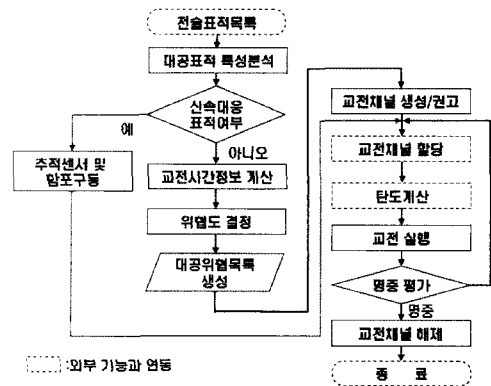 전술표적목록
대공표적 특성분석
신속대응
표적여부
예
아니오
추적센서 및
함포구동
교전시간정보 계산
위협도 결정
대공위협목록
생성
교전채널 생성/권고
교전채널 할당
탄도계산
교전 실행
명중 평가
명중
교전채널 해제
종 료
:외부 기능과 연동